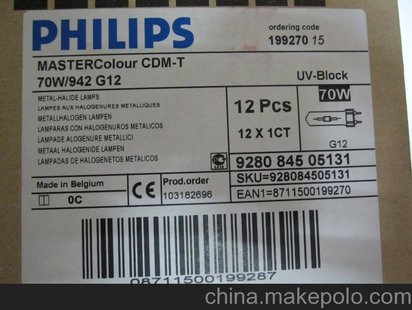 PHILIPS
ordering code
199270 15
MASTERColour CDM-T
70W/942 G12
UV-Block
METAL-HALIDE LAMPS
LAMPES AUX HALOGENURES METALLIQUES
METALLHALOGEN LAMPEN
LAMPARAS CON HALOGENUROS METALICOS
LAMPADE ALOGENURE METALLICI
METAAL HALOGENIDE LAMPEN
LAMPADAS DE HALOGENETOS METALICOS
12 Pcs
12 X 1CT
70W
G12
9280 845 05131
SKU=928084505131
EAN1=8711500199270
Made in Belgium
0C
CE
Prod.order
103182696
08711500199287
china.makepolo.com